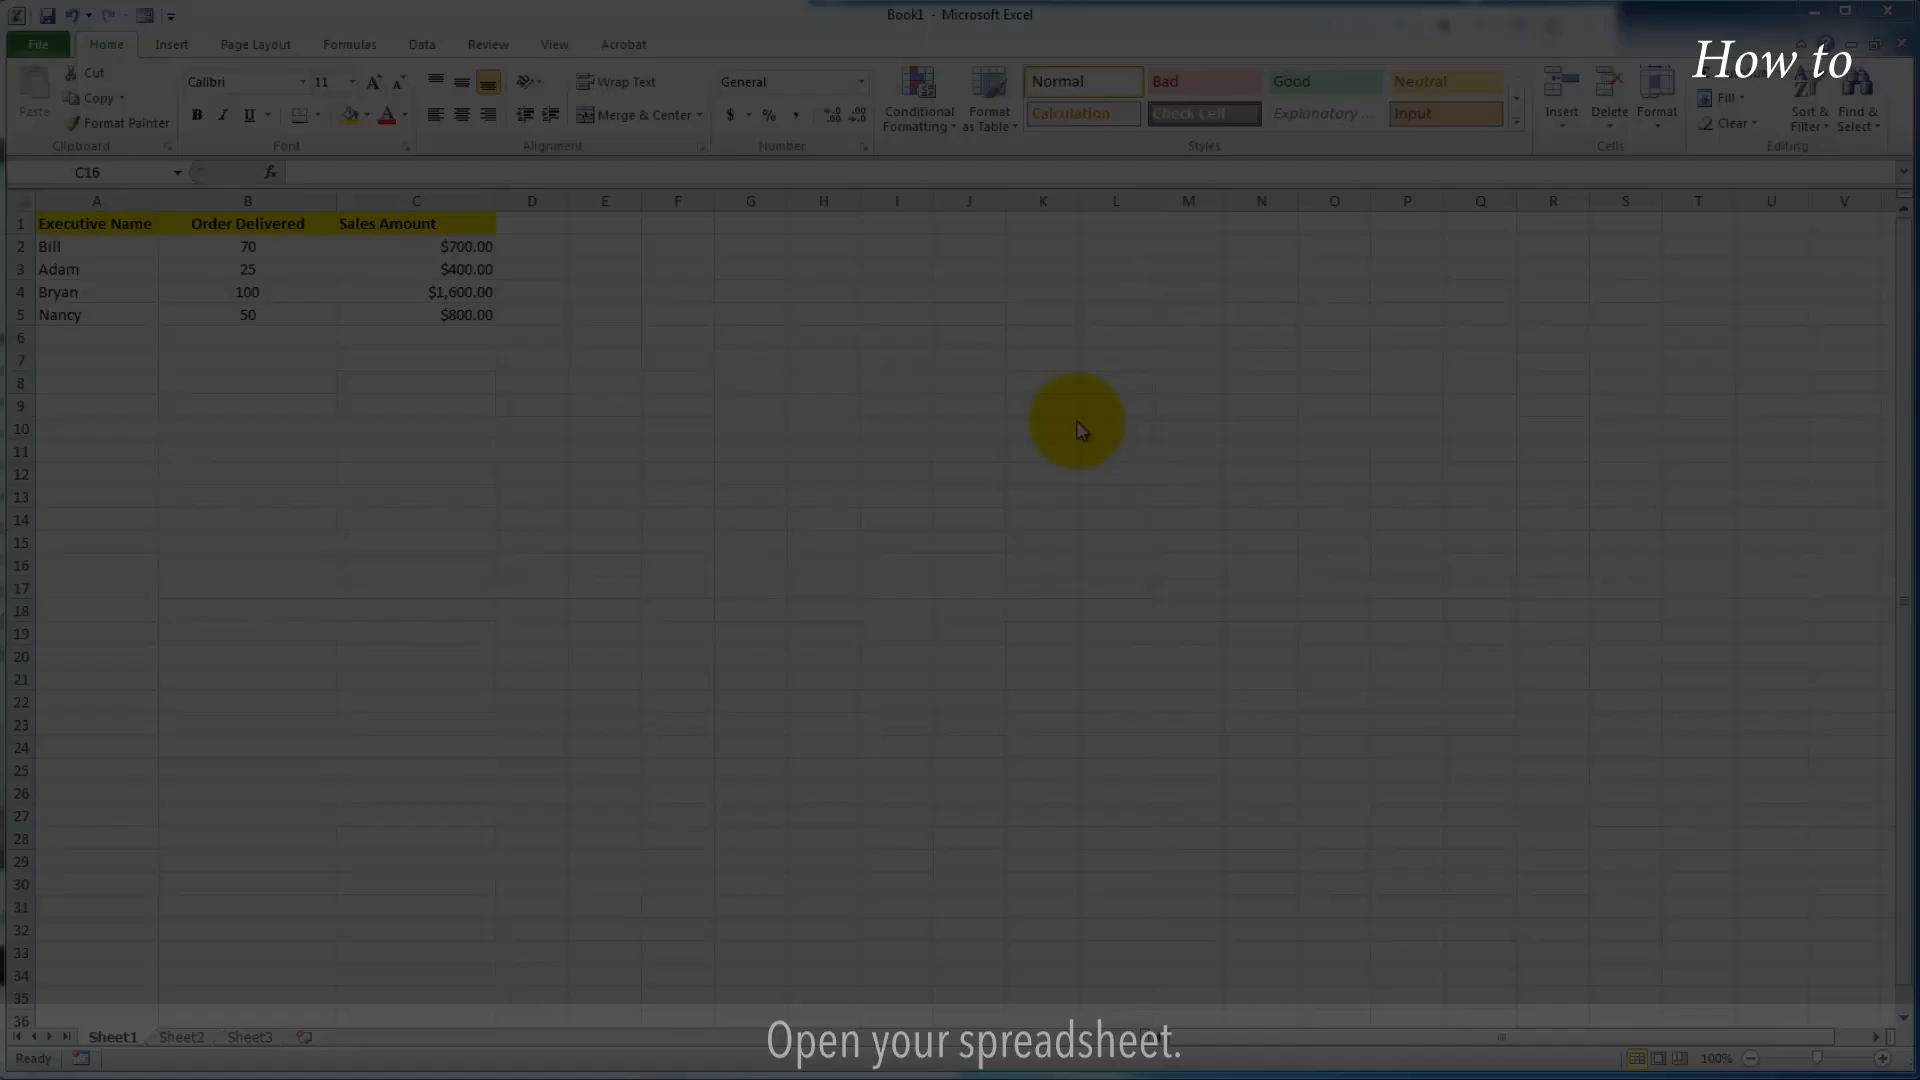 Book1 - Microsoft Excel
File Home Insert Page Layout Formulas Data Review View Acrobat
How to
Paste Cut Copy Format Painter Clipboard
Calibri 11 B I U Font
Wrap Text Merge & Center Alignment
General $ % , Number
Conditional Formatting Format as Table
Normal Bad Good Neutral
Calculation Check Cell Explanatory ... Input
Styles
Insert Delete Format Cells
Fill Clear Sort & Filter Find & Select Editing
C16 fx
A B C D E F G H I J K L M N O P Q R S T U V
1 Executive Name Order Delivered Sales Amount
2 Bill 70 $700.00
3 Adam 25 $400.00
4 Bryan 100 $1,600.00
5 Nancy 50 $800.00
6
7
8
9
10
11
12
13
14
15
16
17
18
19
20
21
22
23
24
25
26
27
28
29
30
31
32
33
34
35
36
Sheet1 Sheet2 Sheet3
Open your spreadsheet.
Ready 100%